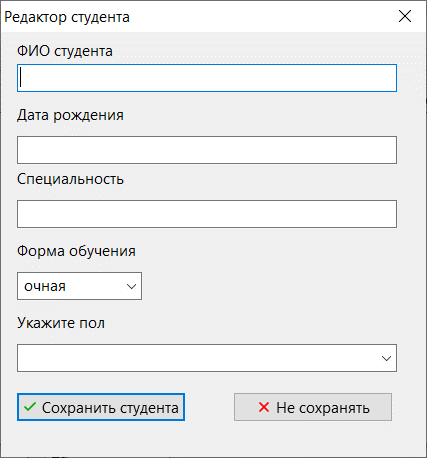 Редактор студента
ФИО студента
Дата рождения
Специальность
Форма обучения
очная
Укажите пол
Сохранить студента
Не сохранять